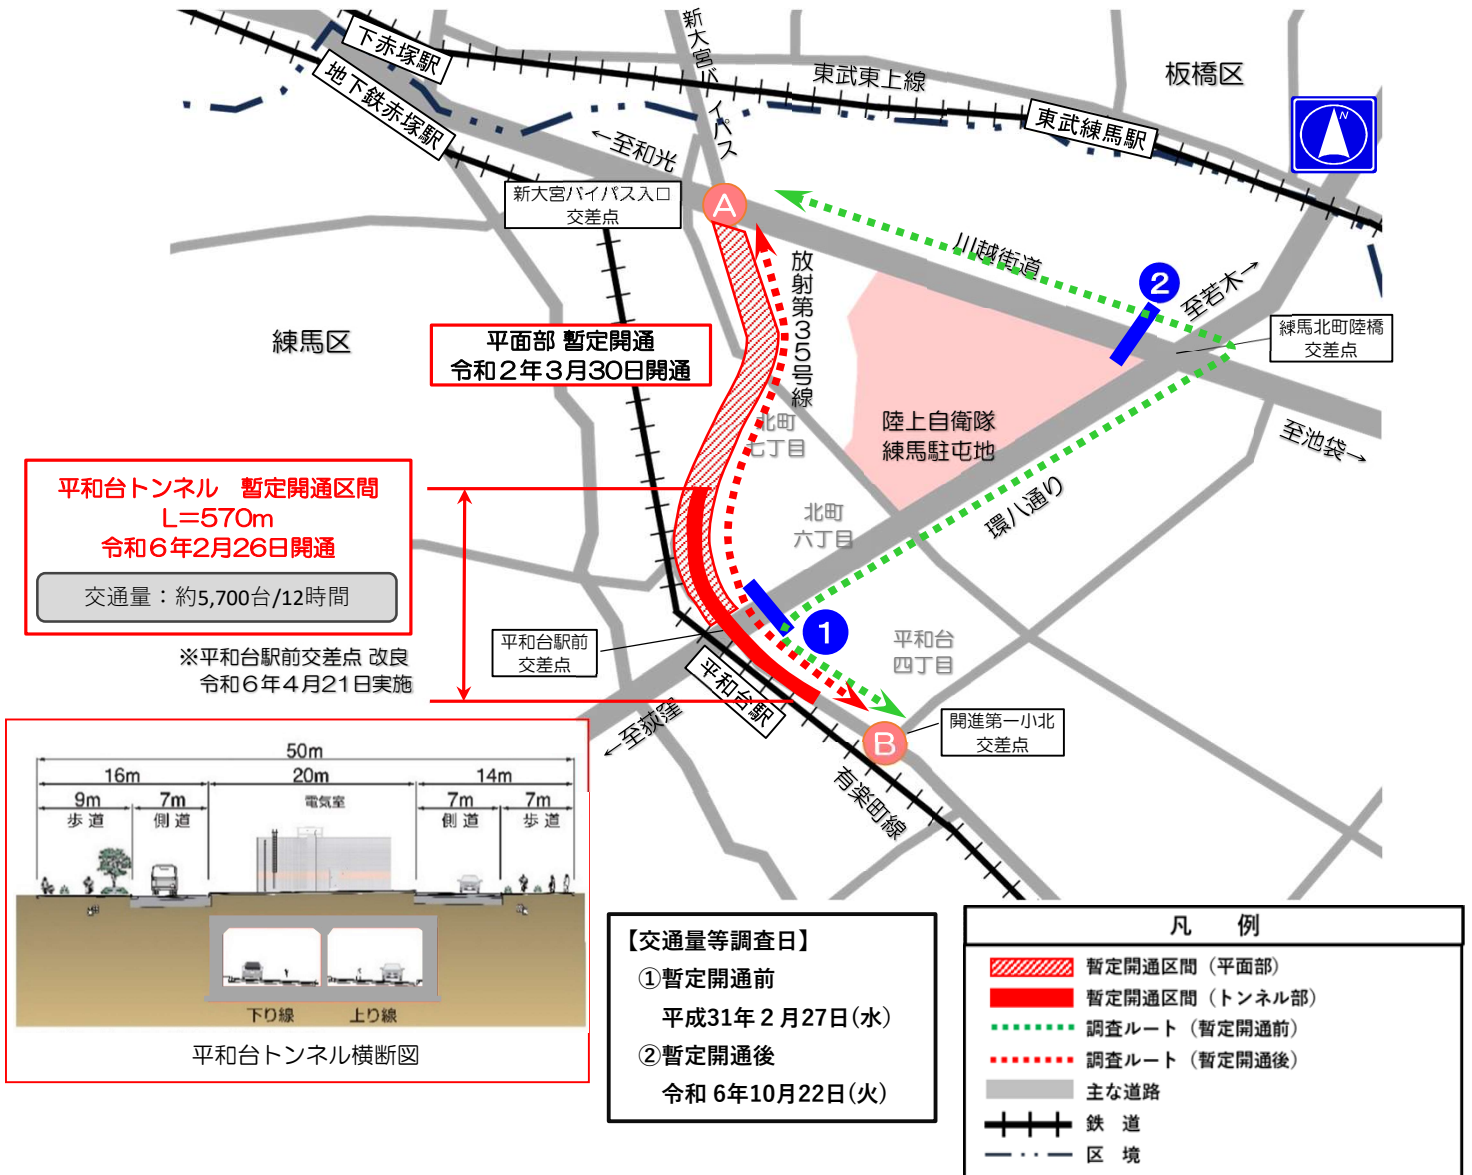 新大宮バイパス
下赤塚駅
地下鉄赤塚駅
東武東上線
板橋区
東武練馬駅
N
←至和光
新大宮バイパス入口
交差点
A
川越街道
放射第35号線
2
至若木→
練馬北町陸橋
交差点
練馬区
平面部 暫定開通
令和2年3月30日開通
北町
七丁目
陸上自衛隊
練馬駐屯地
至池袋→
平和台トンネル 暫定開通区間
L=570m
令和6年2月26日開通
交通量:約5,700台/12時間
北町
六丁目
環八通り
※平和台駅前交差点 改良
令和6年4月21日実施
平和台駅前
交差点
1
平和台
四丁目
平和台駅
←至荻窪
B
開進第一小北
交差点
有楽町線
50m
16m
20m
14m
9m
歩道
7m
側道
電気室
7m
側道
7m
歩道
下り線
上り線
平和台トンネル横断図
【交通量等調査日】
①暫定開通前
平成31年2月27日(水)
②暫定開通後
令和 6年10月22日(火)
凡 例
暫定開通区間(平面部)
暫定開通区間(トンネル部)
調査ルート(暫定開通前)
調査ルート(暫定開通後)
主な道路
鉄 道
区 境